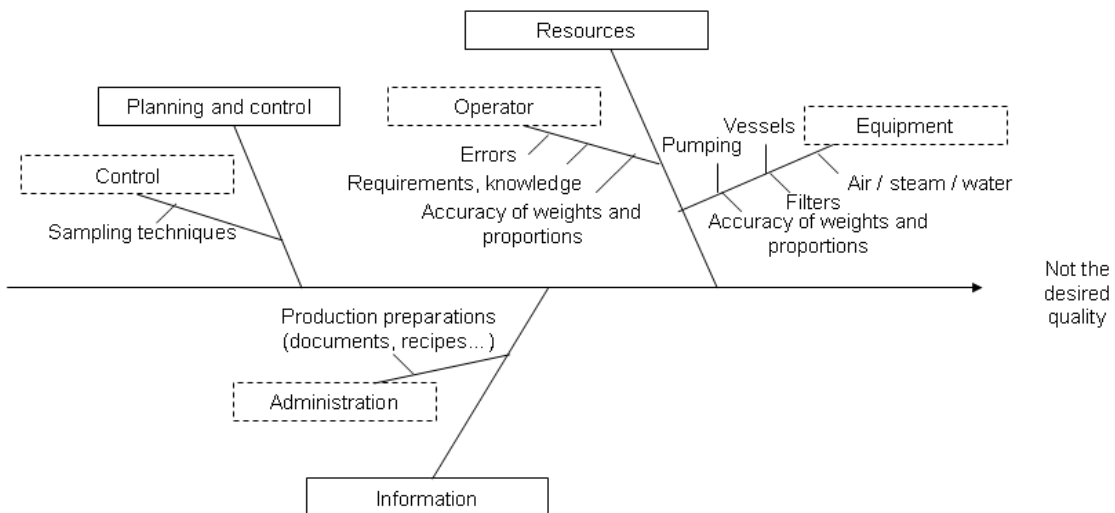 Resources
Planning and control
Operator
Vessels
Equipment
Pumping
Errors
Control
Requirements, knowledge
Air / steam / water
Filters
Sampling techniques
Accuracy of weights and
proportions
Accuracy of weights and
proportions
Not the
desired
quality
Production preparations
(documents, recipes...)
Administration
Information